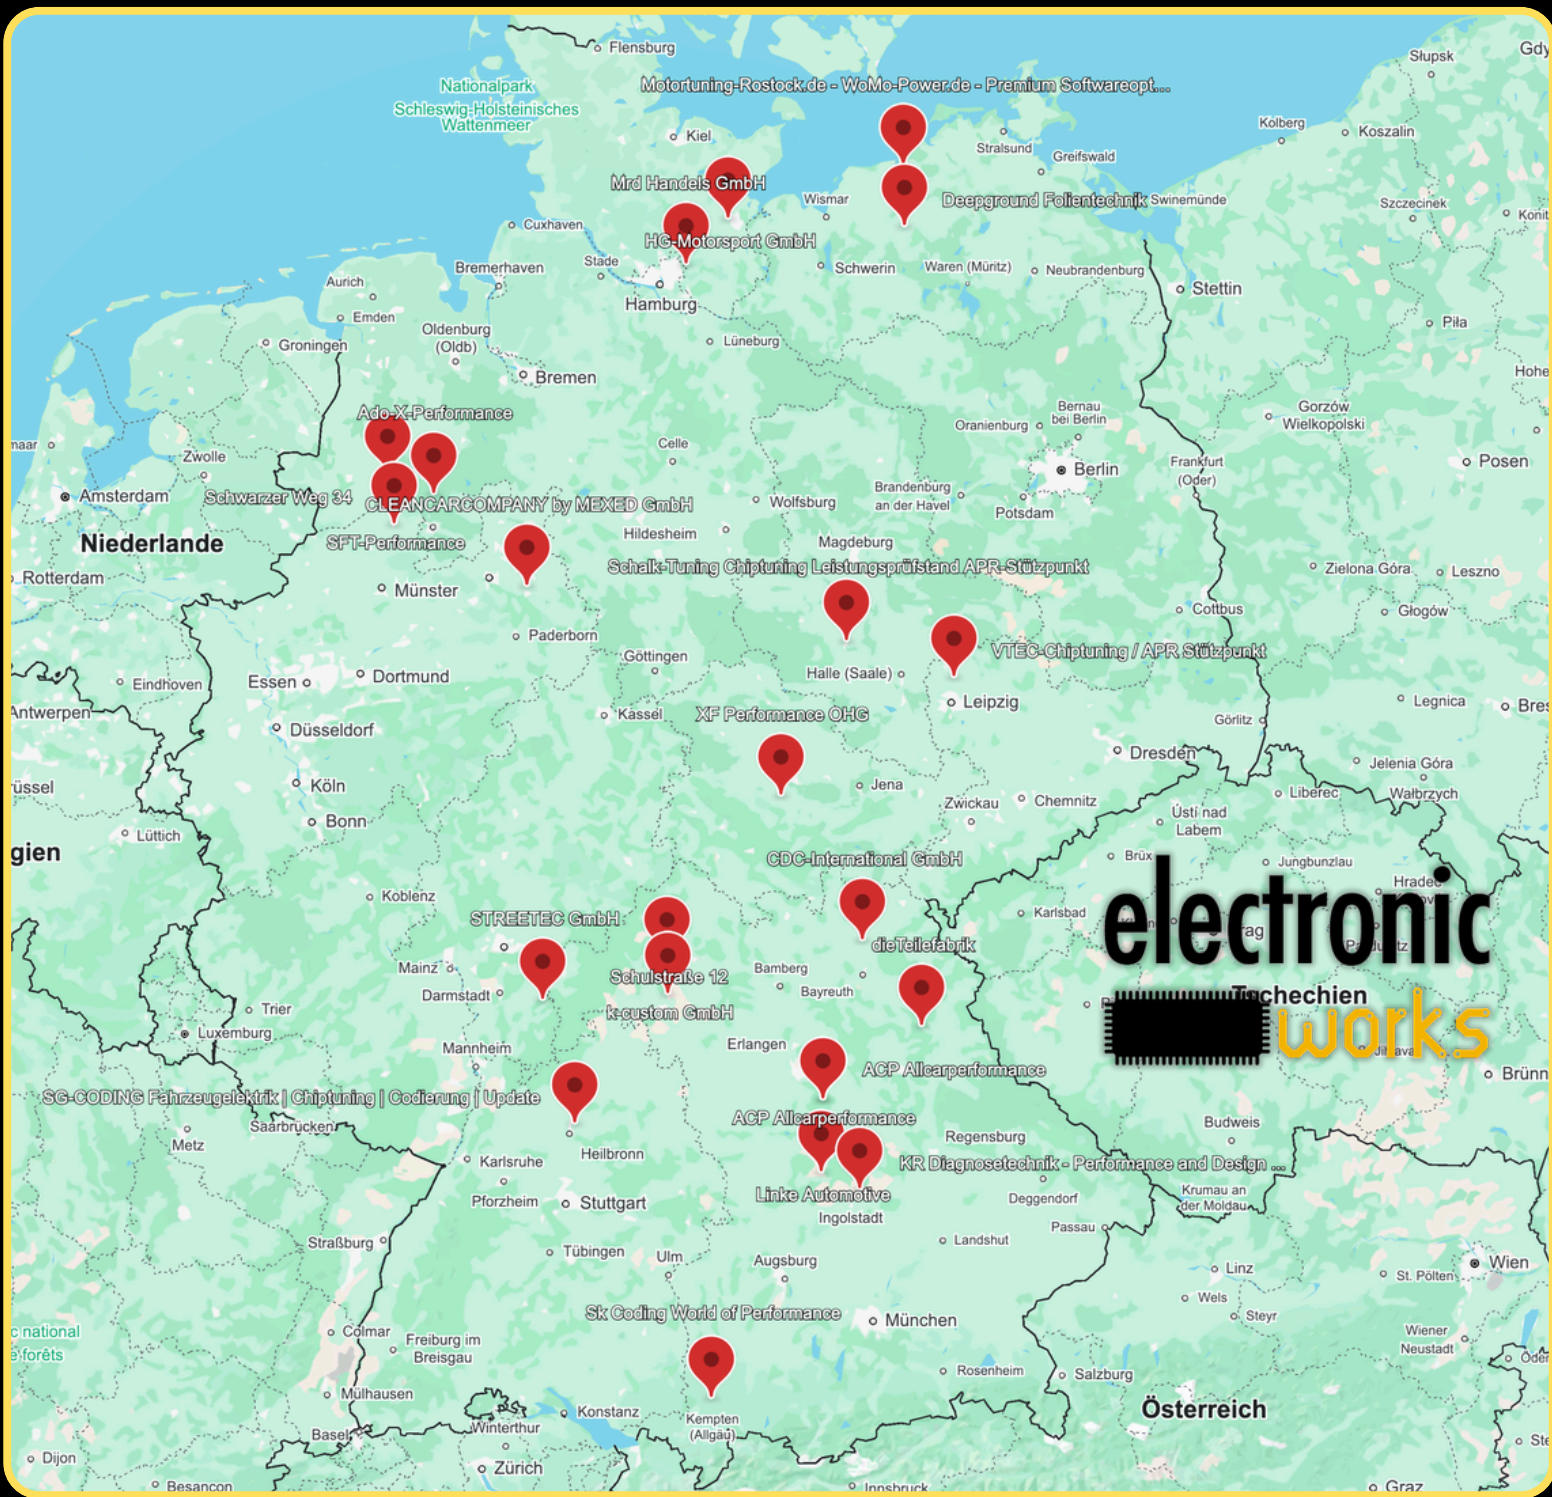 Flensburg
Słupsk
Nationalpark
Schleswig-Holsteinisches
Wattenmeer
Motortuning-Rostock.de - WoMo-Power.de - Premium Softwareopt...
Kiel
Stralsund
Greifswald
Kolberg
Koszalin
Mrd Handels GmbH
Wismar
Deepground Folientechnik
Swinemünde
Szczecinek
Cuxhaven
HG-Motorsport GmbH
Stade
Bremerhaven
Schwerin
Waren (Müritz)
Neubrandenburg
Aurich
Stettin
Hamburg
Emden
Piła
Oldenburg
(Oldb)
Groningen
Lüneburg
Bremen
Ado-X-Performance
Bernau
bei Berlin
Oranienburg
Gorzów
Wielkopolski
Celle
Zwolle
Berlin
Frankfurt
(Oder)
Posen
Amsterdam
Schwarzer Weg 34
CLEANCARCOMPANY by MEXED GmbH
Wolfsburg
Brandenburg
an der Havel
Potsdam
Niederlande
SFT-Performance
Hildesheim
Magdeburg
Schalk-Tuning Chiptuning Leistungsprüfstand APR-Stützpunkt
Rotterdam
Zielona Góra
Leszno
Münster
Cottbus
Głogów
Paderborn
VTEC-Chiptuning / APR Stützpunkt
Göttingen
Halle (Saale)
Eindhoven
Essen
Dortmund
Leipzig
Legnica
Antwerpen
Kassel
XF Performance OHG
Görlitz
Düsseldorf
Dresden
Jelenia Góra
Köln
Jena
Liberec
Wałbrzych
Zwickau
Chemnitz
Ústí nad
Labem
Bonn
Lüttich
Brüx
Jungbunzlau
CDC-International GmbH
Koblenz
Karlsbad
electronic
works
STREETEC GmbH
dieTeilefabrik
Mainz
Schulstraße 12
Bamberg
Bayreuth
Darmstadt
Tschechien
Trier
k-custom GmbH
Luxemburg
Erlangen
Mannheim
ACP Allcarperformance
Brünn
SG-CODING Fahrzeugelektrik | Chiptuning | Codierung | Update
ACP Allcarperformance
Saarbrücken
Budweis
Metz
Regensburg
Heilbronn
Karlsruhe
KR Diagnosetechnik - Performance and Design ...
Linke Automotive
Ingolstadt
Pforzheim
Stuttgart
Deggendorf
Krumau an
der Moldau
Passau
Straßburg
Tübingen
Ulm
Augsburg
Landshut
Linz
Wien
St. Pölten
Wels
Steyr
Sk Coding World of Performance
München
Colmar
Freiburg im
Breisgau
Wiener
Neustadt
Rosenheim
Salzburg
Mülhausen
Österreich
Konstanz
Kempten
(Allgäu)
Basel
Winterthur
Dijon
Zürich
Besancon
Innsbruck
Graz